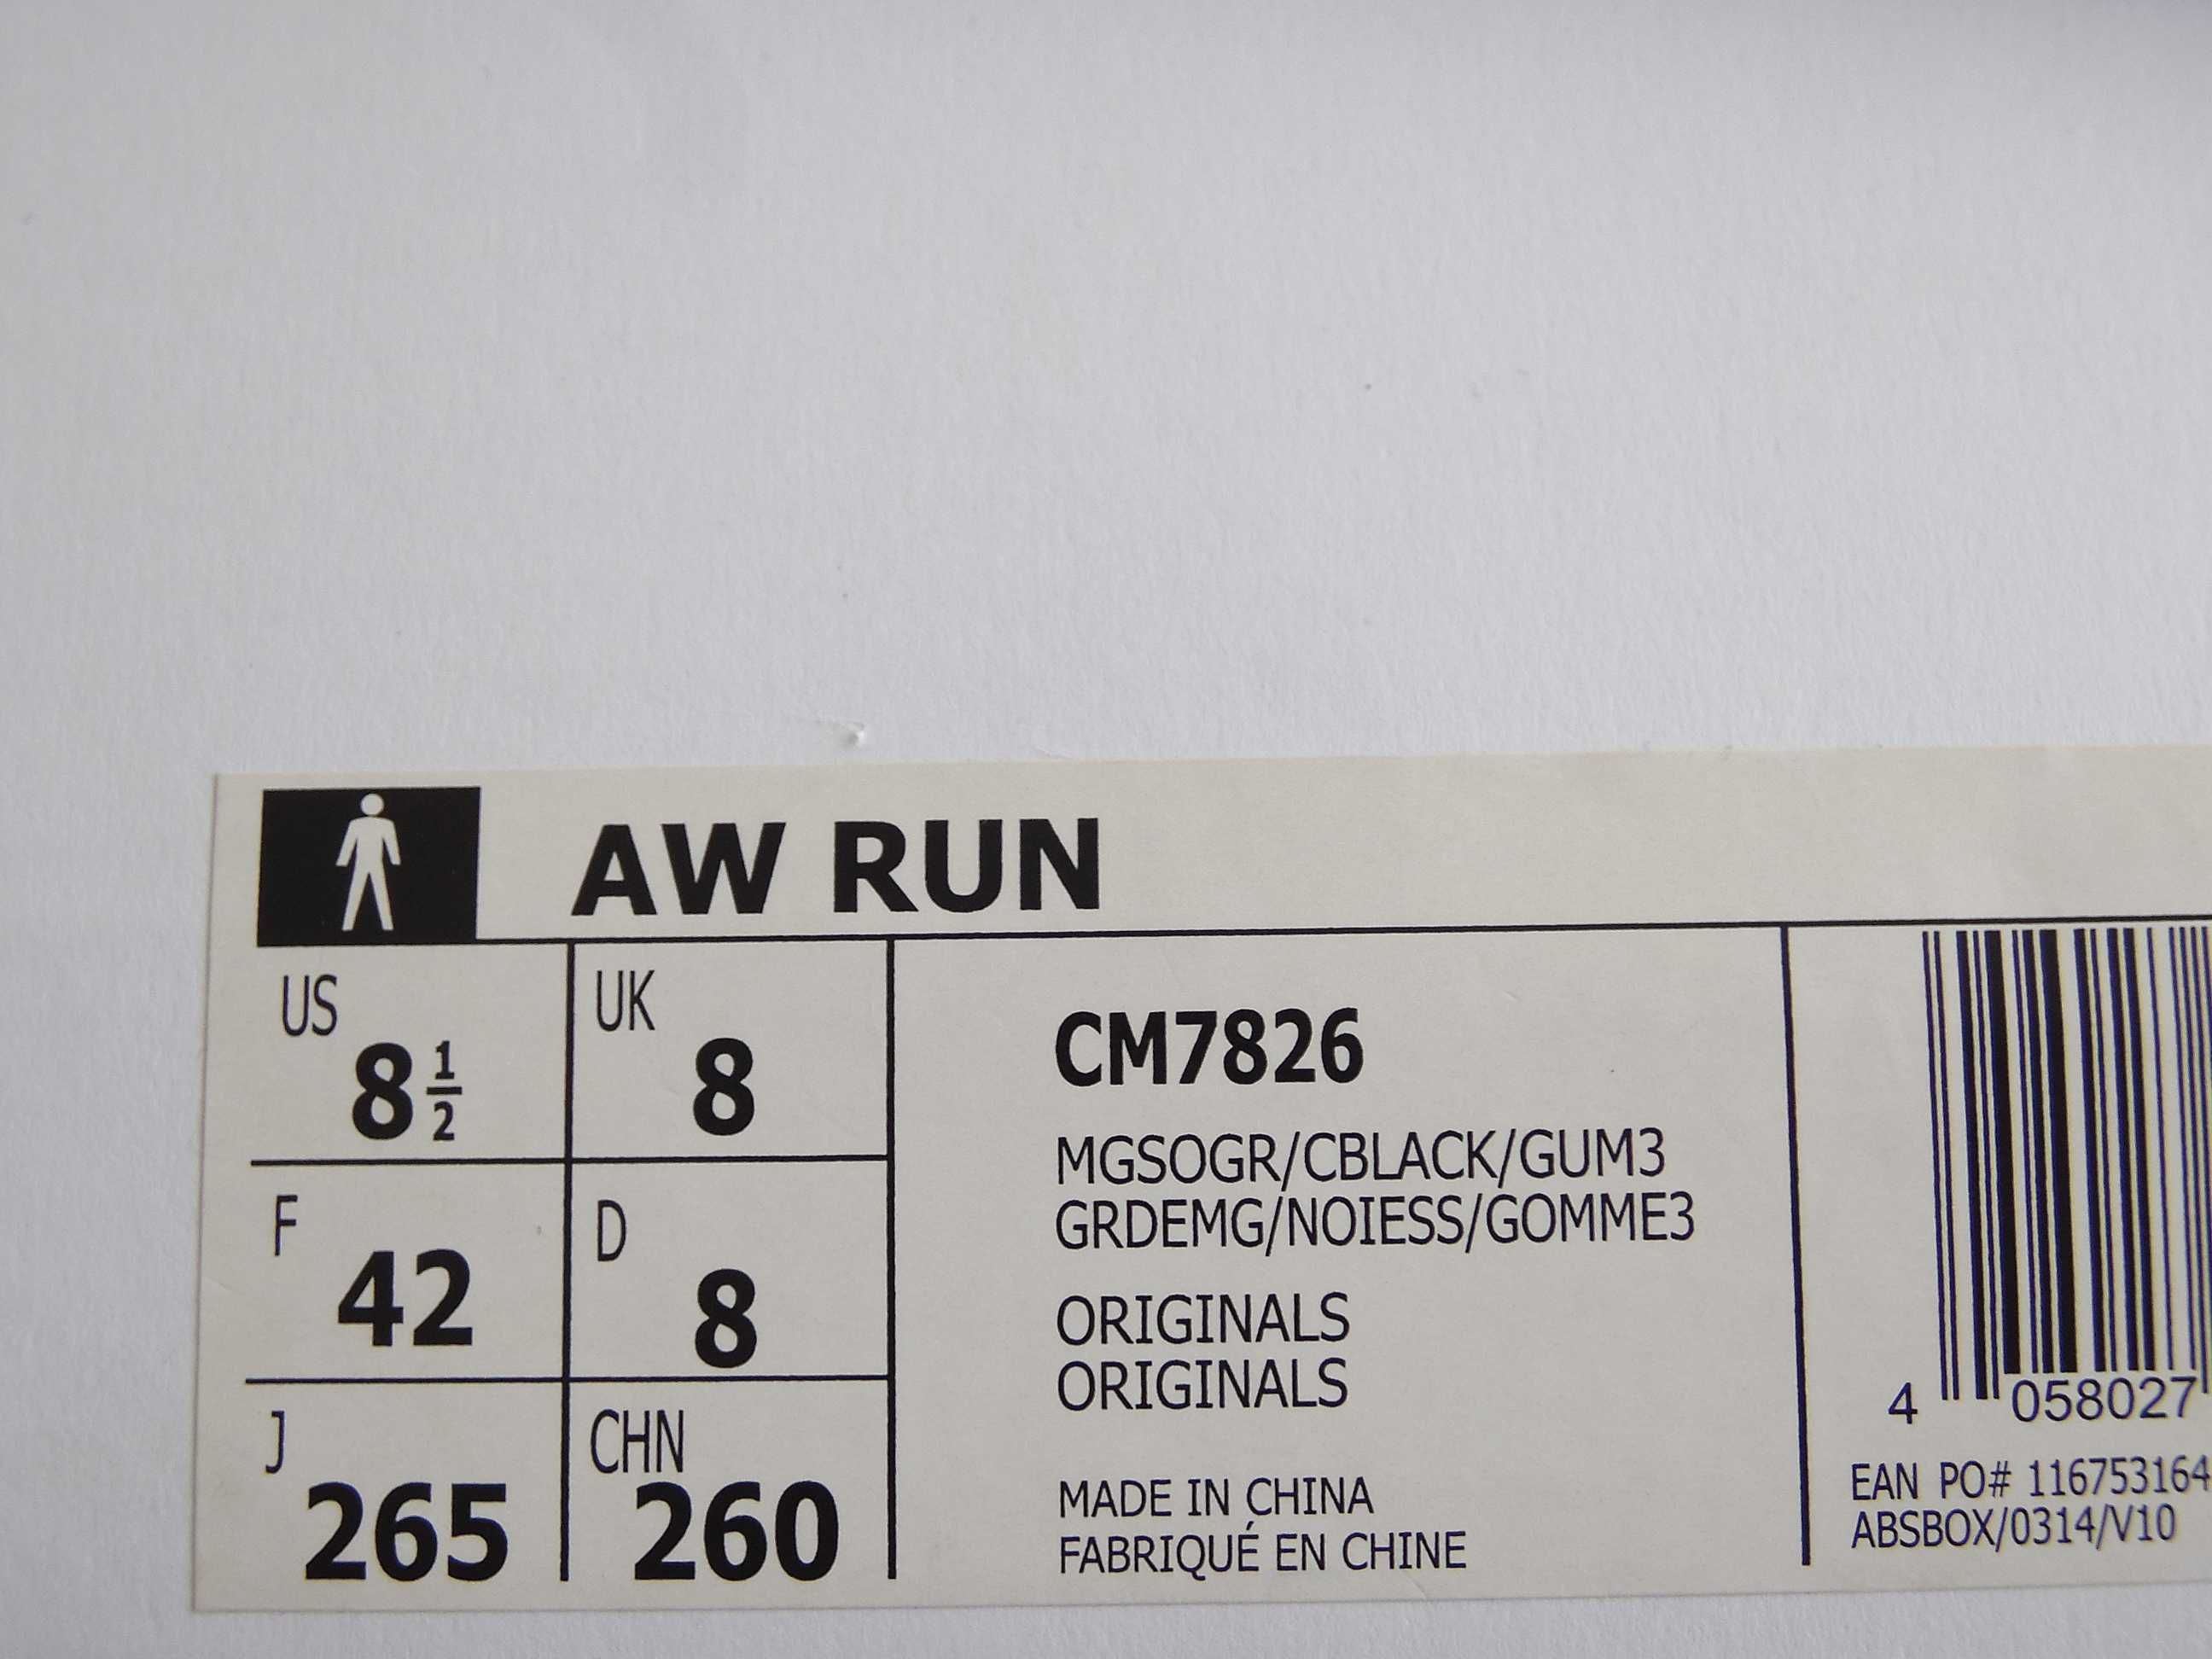 AW RUN
US 8 1/2 UK 8
F 42 D 8
J 265 CHN 260
CM7826
MGSOGR/CBLACK/GUM3
GRDEMG/NOIESS/GOMME3
ORIGINALS
ORIGINALS
MADE IN CHINA
FABRIQUÉ EN CHINE
4 058027
EAN PO# 116753164
ABSBOX/0314/V10